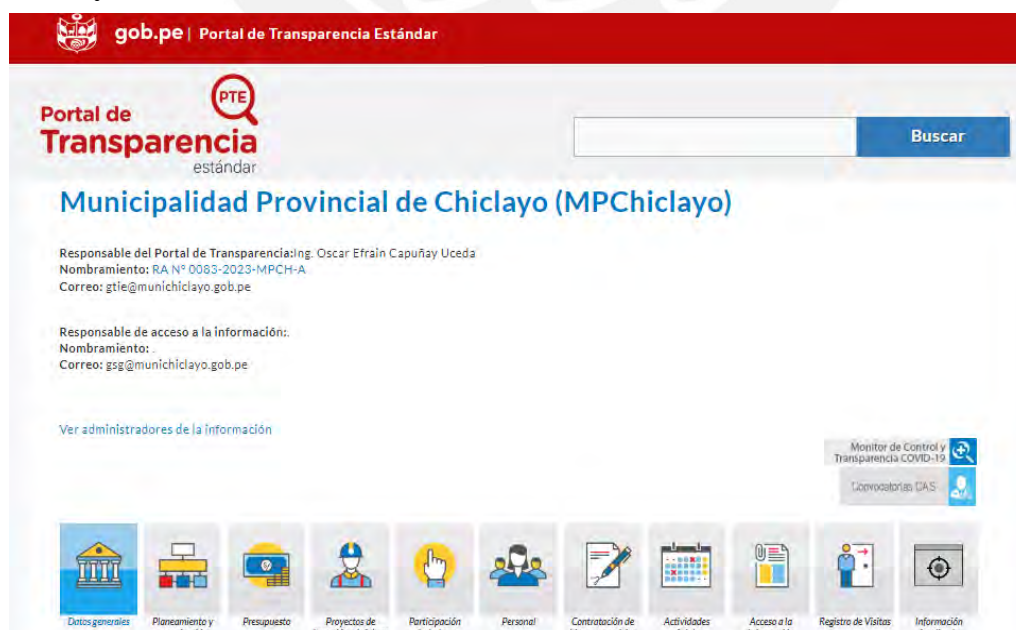 gob.pe | Portal de Transparencia Estándar
PTE
Portal de
Transparencia
estándar
Buscar
Municipalidad Provincial de Chiclayo (MPChiclayo)
Responsable del Portal de Transparencia:Ing. Oscar Efrain Capuñay Uceda
Nombramiento: RA Nº 0083-2023-MPCH-A
Correo: gtie@munichiclayo.gob.pe
Responsable de acceso a la información:.
Nombramiento: .
Correo: gsg@munichiclayo.gob.pe
Ver administradores de la información
Monitor de Control y
Transparencia COVID-19
Convocatorias CAS
Datos generales Planeamiento y Presupuesto Proyectos de Participación Personal Contratación de Actividades Acceso a la Registro de Visitas Información